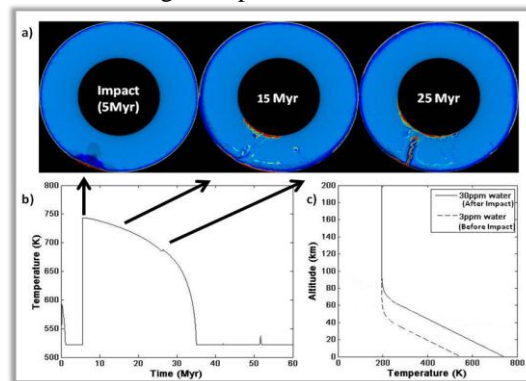 a)
Impact
(5Myr)
15 Myr
25 Myr
b)
800
750
700
650
600
550
500
Temperature (K)
0 10 20 30 40 50 60
Time (Myr)
c)
200
180
160
140
120
100
80
60
40
20
0
Altitude (km)
30ppm water
(After Impact)
3ppm water
(Before Impact)
0 200 400 600 800
Temperature (K)